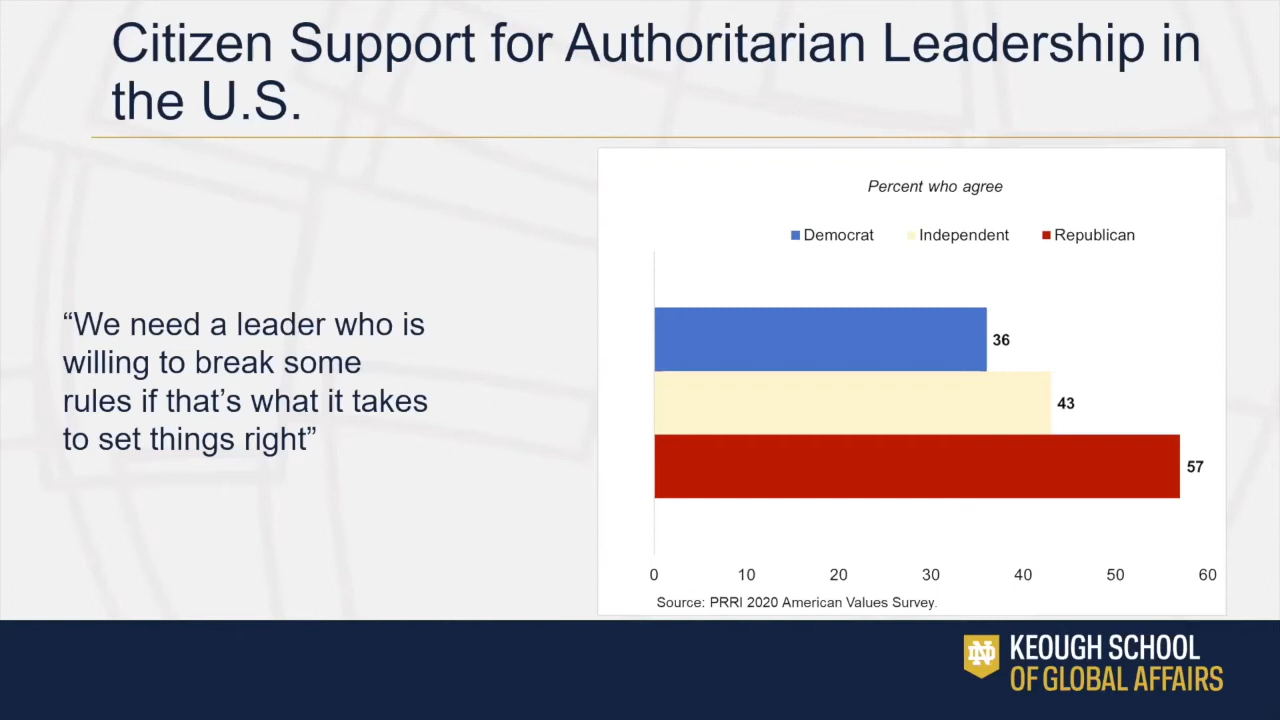 Citizen Support for Authoritarian Leadership in
the U.S.
“We need a leader who is
willing to break some
rules if that’s what it takes
to set things right”
Percent who agree
Democrat Independent Republican
36
43
57
0 10 20 30 40 50 60
Source: PRRI 2020 American Values Survey.
ND
KEOUGH SCHOOL
OF GLOBAL AFFAIRS